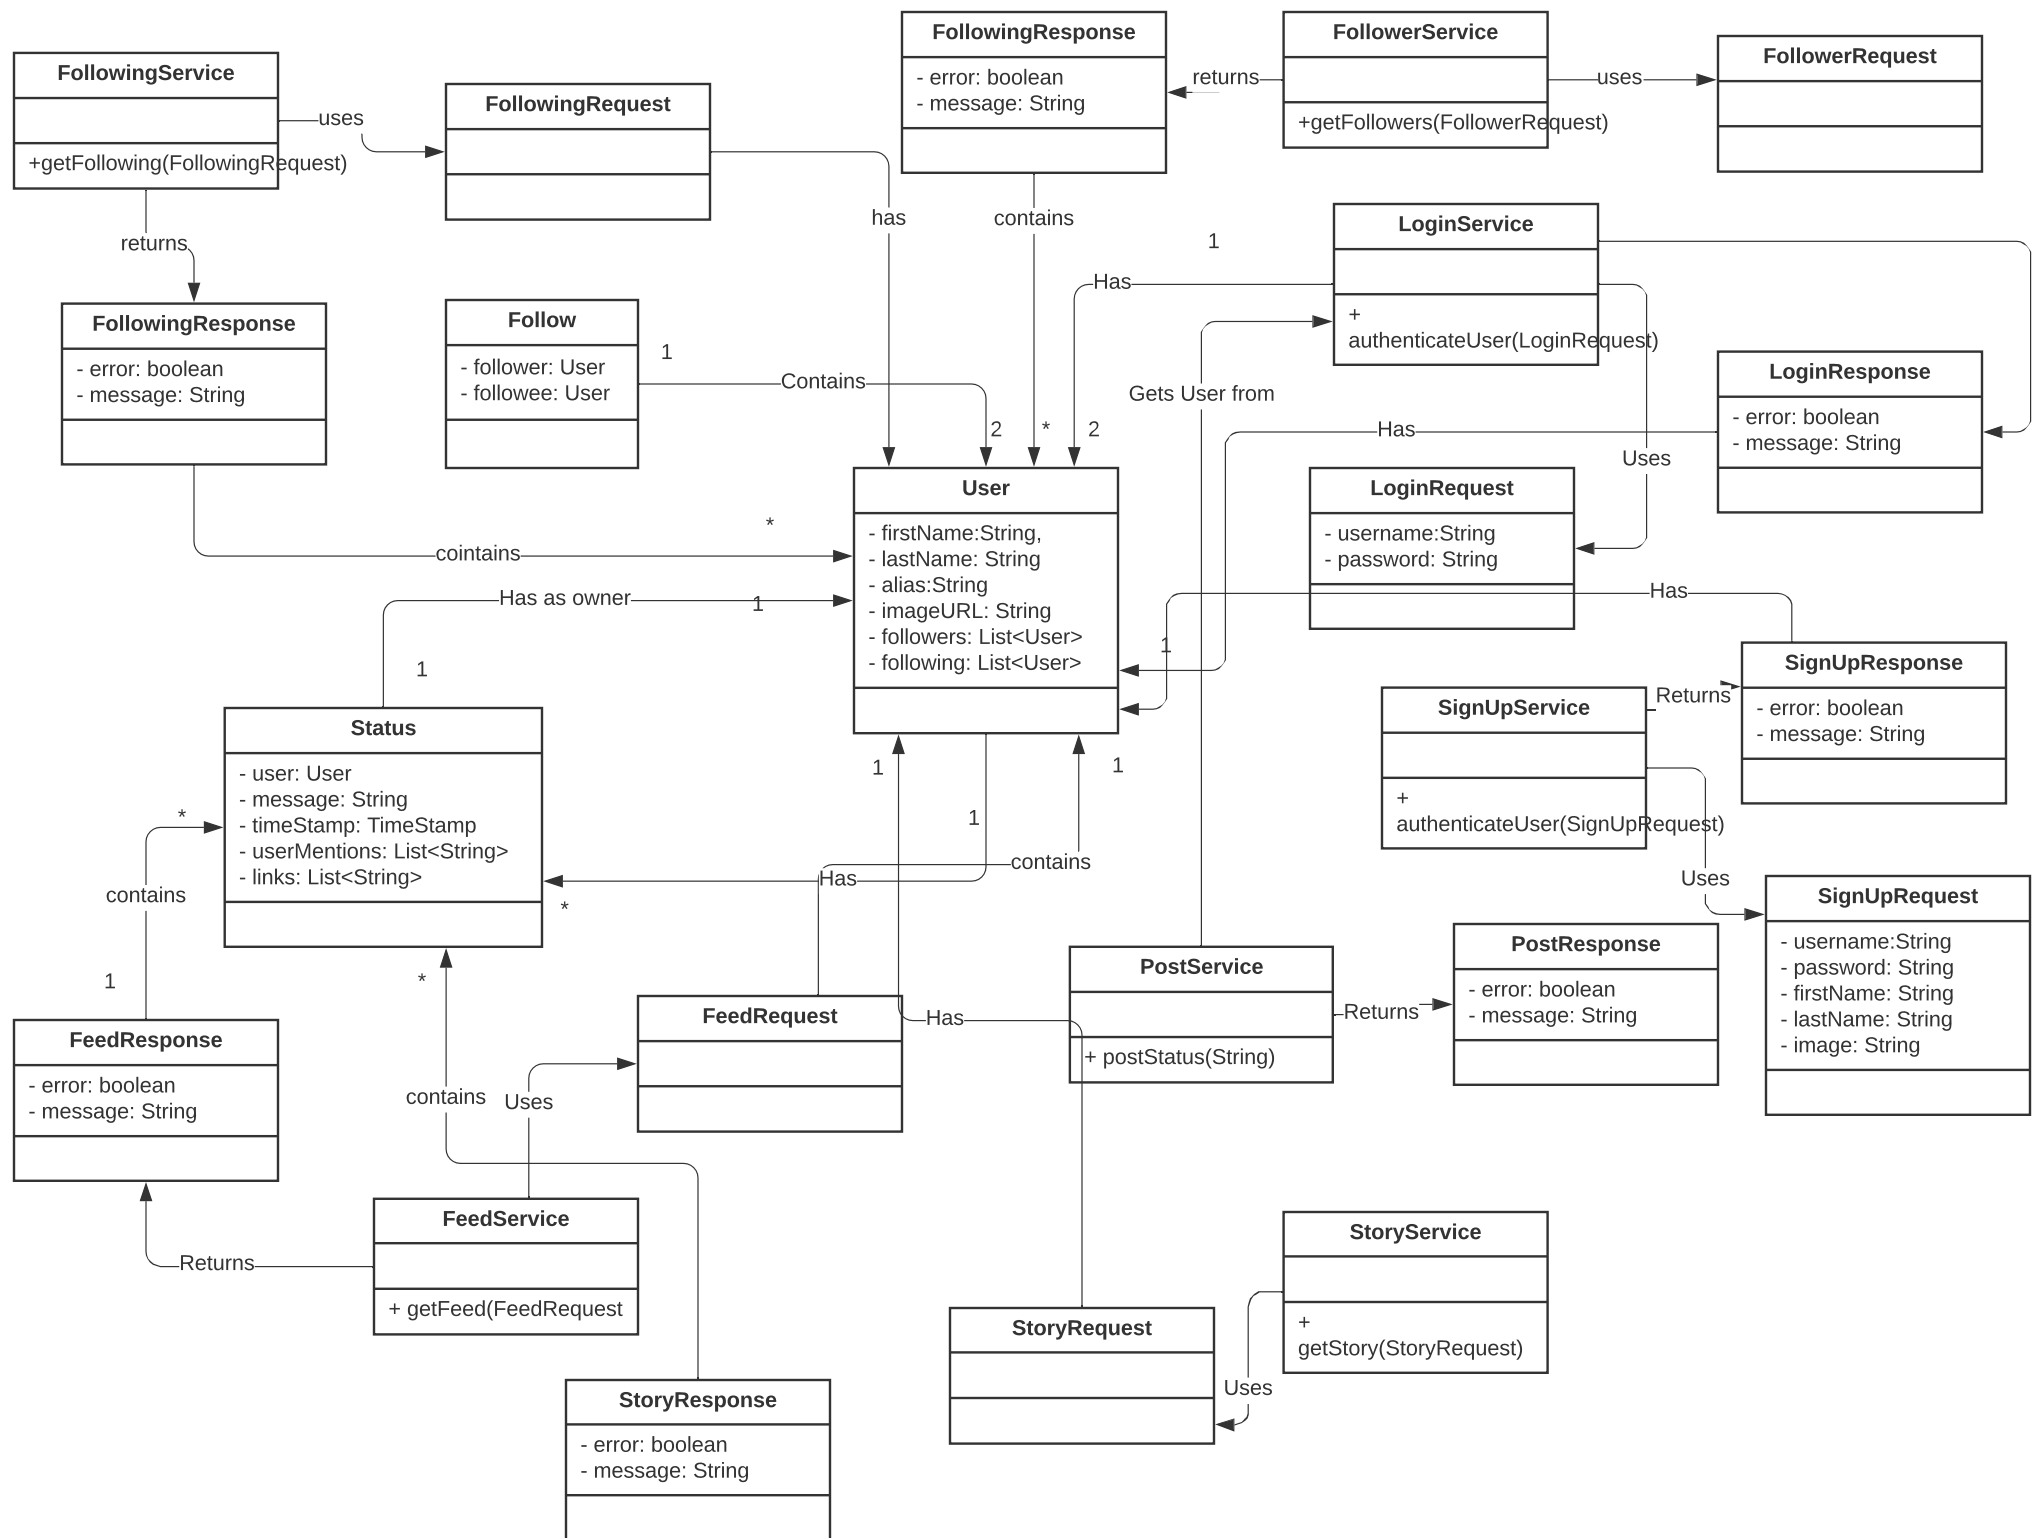 FollowingService
+getFollowing(FollowingRequest)
uses
FollowingRequest
has
FollowingResponse
- error: boolean
- message: String
returns
FollowerService
+getFollowers(FollowerRequest)
uses
FollowerRequest
returns
contains
FollowingResponse
- error: boolean
- message: String
Follow
- follower: User
- followee: User
1
Contains
2
*
2
1
Has
LoginService
+
authenticateUser(LoginRequest)
Gets User from
Has
Uses
LoginResponse
- error: boolean
- message: String
LoginRequest
- username:String
- password: String
User
- firstName:String,
- lastName: String
- alias:String
- imageURL: String
- followers: List<User>
- following: List<User>
*
cointains
Has as owner
1
1
Has
1
SignUpResponse
- error: boolean
- message: String
Returns
SignUpService
+
authenticateUser(SignUpRequest)
Uses
SignUpRequest
- username:String
- password: String
- firstName: String
- lastName: String
- image: String
Status
- user: User
- message: String
- timeStamp: TimeStamp
- userMentions: List<String>
- links: List<String>
1
1
1
contains
Has
*
*
contains
1
*
FeedResponse
- error: boolean
- message: String
contains
Uses
FeedRequest
Has
PostService
+ postStatus(String)
Returns
PostResponse
- error: boolean
- message: String
Returns
FeedService
+ getFeed(FeedRequest
StoryResponse
- error: boolean
- message: String
StoryRequest
Uses
StoryService
+
getStory(StoryRequest)